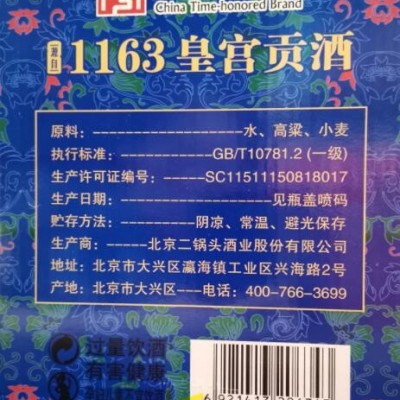 China Time-honored Brand
源自 1163皇宫贡酒
原料：--------------------水、高粱、小麦
执行标准：----------------GB/T10781.2 (一级)
生产许可证编号：-----SC11511150818017
生产日期：--------------------见瓶盖喷码
贮存方法：------------阴凉、常温、避光保存
生产商：-----北京二锅头酒业股份有限公司
地址：北京市大兴区瀛海镇工业区兴海路2号
产地：北京市大兴区---电话：400-766-3699
过量饮酒
有害健康